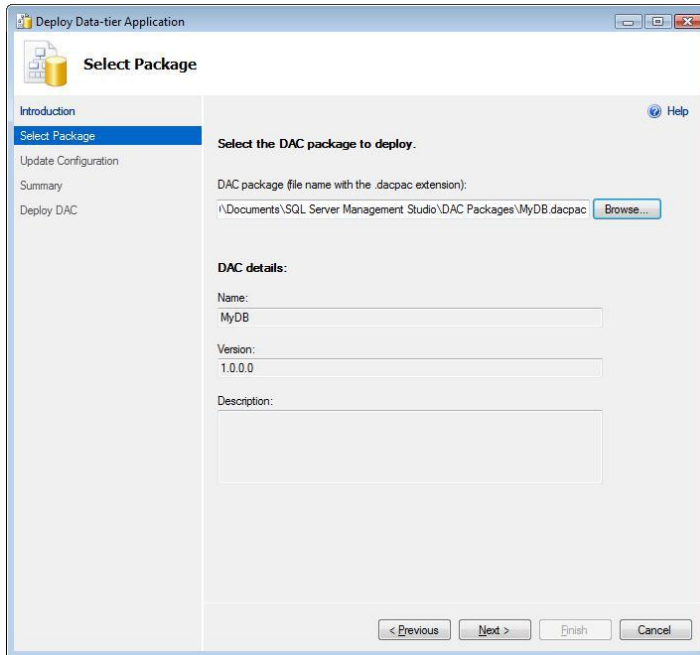 Deploy Data-tier Application
Select Package
Introduction
Select Package
Update Configuration
Summary
Deploy DAC
Help
Select the DAC package to deploy.
DAC package (file name with the .dacpac extension):
\Documents\SQL Server Management Studio\DAC Packages\MyDB.dacpac
Browse...
DAC details:
Name:
MyDB
Version:
1.0.0.0
Description:
< Previous
Next >
Finish
Cancel